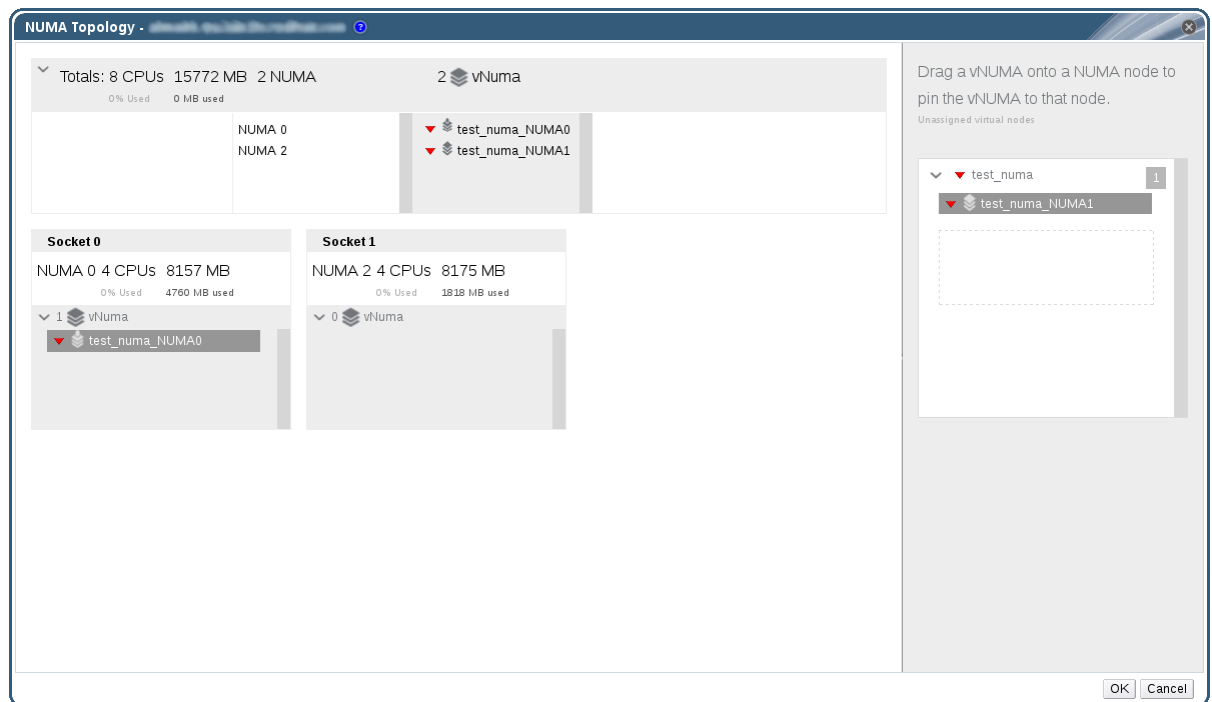 NUMA Topology -
Totals: 8 CPUs 15772 MB 2 NUMA 2 vNuma
0% Used 0 MB used
NUMA 0 test_numa_NUMA0
NUMA 2 test_numa_NUMA1
Socket 0
NUMA 0 4 CPUs 8157 MB
0% Used 4760 MB used
1 vNuma
test_numa_NUMA0
Socket 1
NUMA 2 4 CPUs 8175 MB
0% Used 1818 MB used
0 vNuma
Drag a vNUMA onto a NUMA node to
pin the vNUMA to that node.
Unassigned virtual nodes
test_numa 1
test_numa_NUMA1
OK Cancel